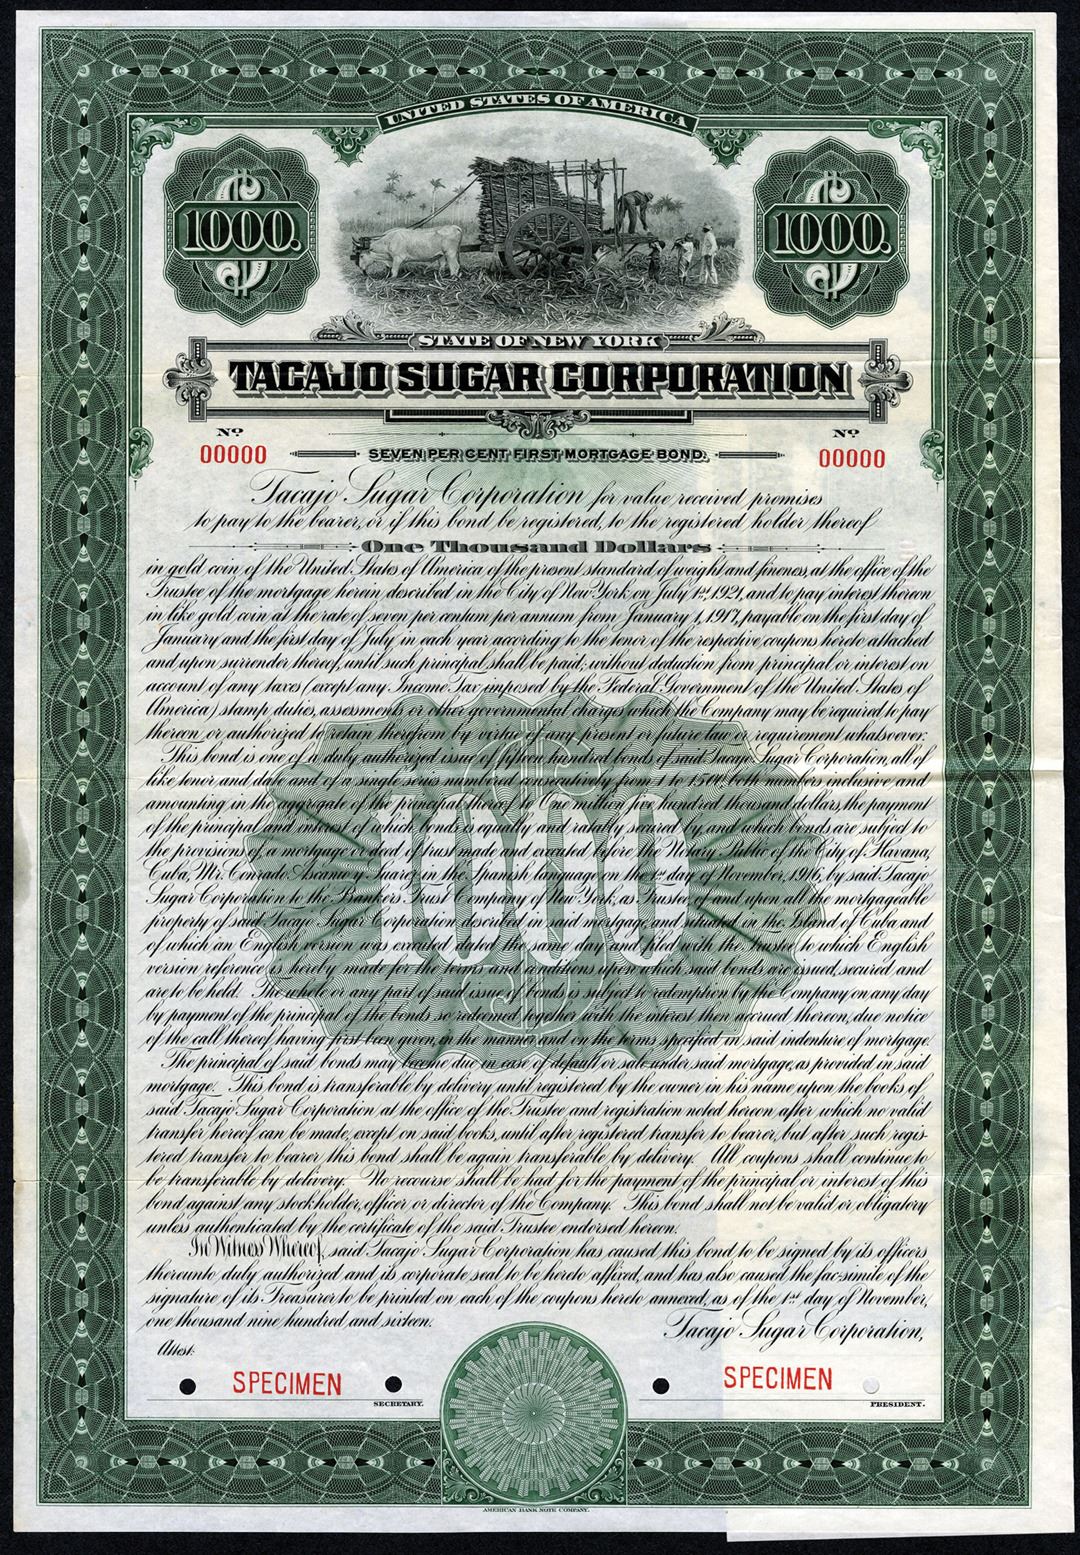 UNITED STATES OF AMERICA
1000.
1000.
STATE OF NEW YORK
TACAJO SUGAR CORPORATION
No.
No.
00000
SEVEN PER CENT FIRST MORTGAGE BOND.
00000
Tacajo Sugar Corporation for value received promises
to pay to the bearer, or if this bond be registered, to the registered holder thereof
One Thousand Dollars
in gold coin of the United States of America of the present standard of weight and fineness, at the office of the
Trustee of the mortgage herein described in the City of New York on July 1st, 1921, and to pay interest thereon
in like gold coin at the rate of seven per centum per annum from January 1, 1917, payable on the first day of
January and the first day of July in each year according to the tenor of the respective coupons hereto attached
and upon surrender thereof, until such principal shall be paid; without deduction from principal or interest on
account of any taxes (except any Income Tax imposed by the Federal Government of the United States of
America) stamp duties, assessments or other governmental charges which the Company may be required to pay
thereon or authorized to retain therefrom by virtue of any present or future law or requirement whatsoever.
This bond is one of a duly authorized issue of fifteen hundred bonds of said Tacajo Sugar Corporation, all of
like tenor and date and of a single series numbered consecutively from 1 to 1500, both numbers inclusive and
amounting in the aggregate of the principal thereof to One million five hundred thousand dollars, the payment
of the principal and interest of which bonds is equally and ratably secured by, and which bonds are subject to
the provisions of, a mortgage or deed of trust made and executed before the Notary Public of the City of Havana,
Cuba, Mr. Conrado Ascanio y Suarez, in the Spanish language, on the 1st day of November, 1916, by said Tacajo
Sugar Corporation to the Bankers Trust Company of New York, as Trustee, of and upon all the mortgageable
property of said Tacajo Sugar Corporation described in said mortgage, and situated in the Island of Cuba and
of which an English version was executed dated the same day and filed with the Trustee, to which English
version reference is hereby made for the terms and conditions upon which said bonds are issued, secured and
are to be held. The whole or any part of said issue of bonds is subject to redemption by the Company on any day
by payment of the principal of the bonds so redeemed together with the interest then accrued thereon, due notice
of the call thereof having first been given, in the manner and on the terms specified in said indenture of mortgage.
The principal of said bonds may become due in case of default or sale under said mortgage, as provided in said
mortgage. This bond is transferable by delivery until registered by the owner in his name upon the books of
said Tacajo Sugar Corporation at the office of the Trustee, and registration noted hereon after which no valid
transfer hereof can be made, except on said books, until after registered transfer to bearer, but after such regis-
tered transfer to bearer this bond shall be again transferable by delivery. All coupons shall continue to
be transferable by delivery. No recourse shall be had for the payment of the principal or interest of this
bond against any stockholder, officer or director of the Company. This bond shall not be valid or obligatory
unless authenticated by the certificate of the said Trustee endorsed hereon.
In Witness Whereof, said Tacajo Sugar Corporation has caused this bond to be signed by its officers
thereunto duly authorized and its corporate seal to be hereto affixed, and has also caused the fac-simile of the
signature of its Treasurer to be printed on each of the coupons hereto annexed, as of the 1st day of November,
one thousand nine hundred and sixteen.
Tacajo Sugar Corporation,
Attest:
SPECIMEN
SPECIMEN
SECRETARY.
PRESIDENT.
$1000
AMERICAN BANK NOTE COMPANY.